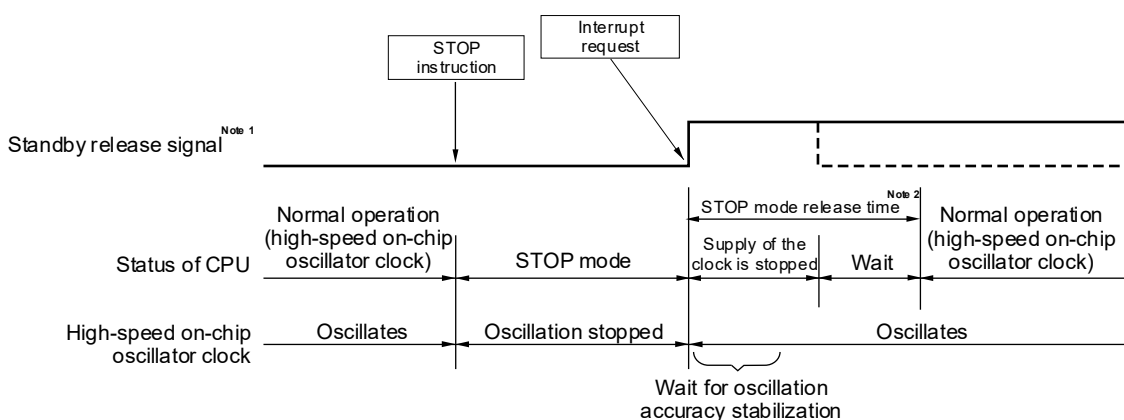 STOP
instruction
Interrupt
request
Standby release signal Note 1
STOP mode release time Note 2
Normal operation
(high-speed on-chip
oscillator clock)
Status of CPU
STOP mode
Supply of the
clock is stopped
Wait
Normal operation
(high-speed on-chip
oscillator clock)
High-speed on-chip
oscillator clock
Oscillates
Oscillation stopped
Oscillates
Wait for oscillation
accuracy stabilization